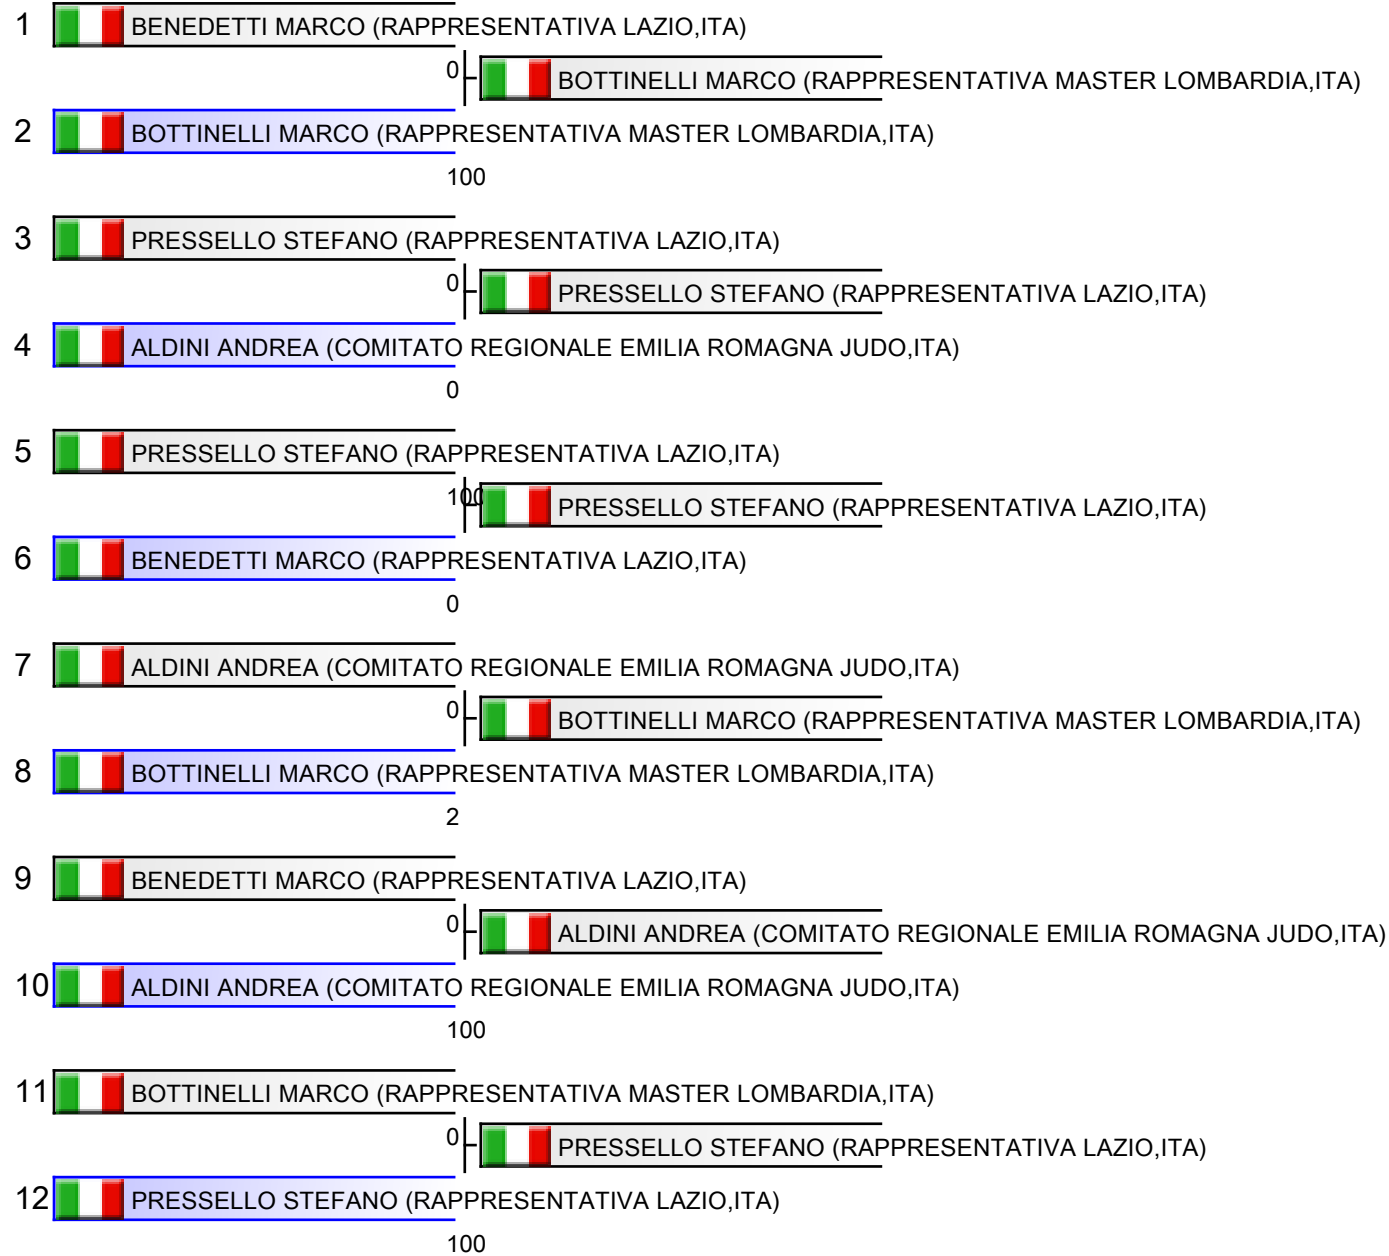 1 BENEDETTI MARCO (RAPPRESENTATIVA LAZIO,ITA)
0 BOTTINELLI MARCO (RAPPRESENTATIVA MASTER LOMBARDIA,ITA)
2 BOTTINELLI MARCO (RAPPRESENTATIVA MASTER LOMBARDIA,ITA)
100
3 PRESSELLO STEFANO (RAPPRESENTATIVA LAZIO,ITA)
0 PRESSELLO STEFANO (RAPPRESENTATIVA LAZIO,ITA)
4 ALDINI ANDREA (COMITATO REGIONALE EMILIA ROMAGNA JUDO,ITA)
0
5 PRESSELLO STEFANO (RAPPRESENTATIVA LAZIO,ITA)
100 PRESSELLO STEFANO (RAPPRESENTATIVA LAZIO,ITA)
6 BENEDETTI MARCO (RAPPRESENTATIVA LAZIO,ITA)
0
7 ALDINI ANDREA (COMITATO REGIONALE EMILIA ROMAGNA JUDO,ITA)
0 BOTTINELLI MARCO (RAPPRESENTATIVA MASTER LOMBARDIA,ITA)
8 BOTTINELLI MARCO (RAPPRESENTATIVA MASTER LOMBARDIA,ITA)
2
9 BENEDETTI MARCO (RAPPRESENTATIVA LAZIO,ITA)
0 ALDINI ANDREA (COMITATO REGIONALE EMILIA ROMAGNA JUDO,ITA)
10 ALDINI ANDREA (COMITATO REGIONALE EMILIA ROMAGNA JUDO,ITA)
100
11 BOTTINELLI MARCO (RAPPRESENTATIVA MASTER LOMBARDIA,ITA)
0 PRESSELLO STEFANO (RAPPRESENTATIVA LAZIO,ITA)
12 PRESSELLO STEFANO (RAPPRESENTATIVA LAZIO,ITA)
100